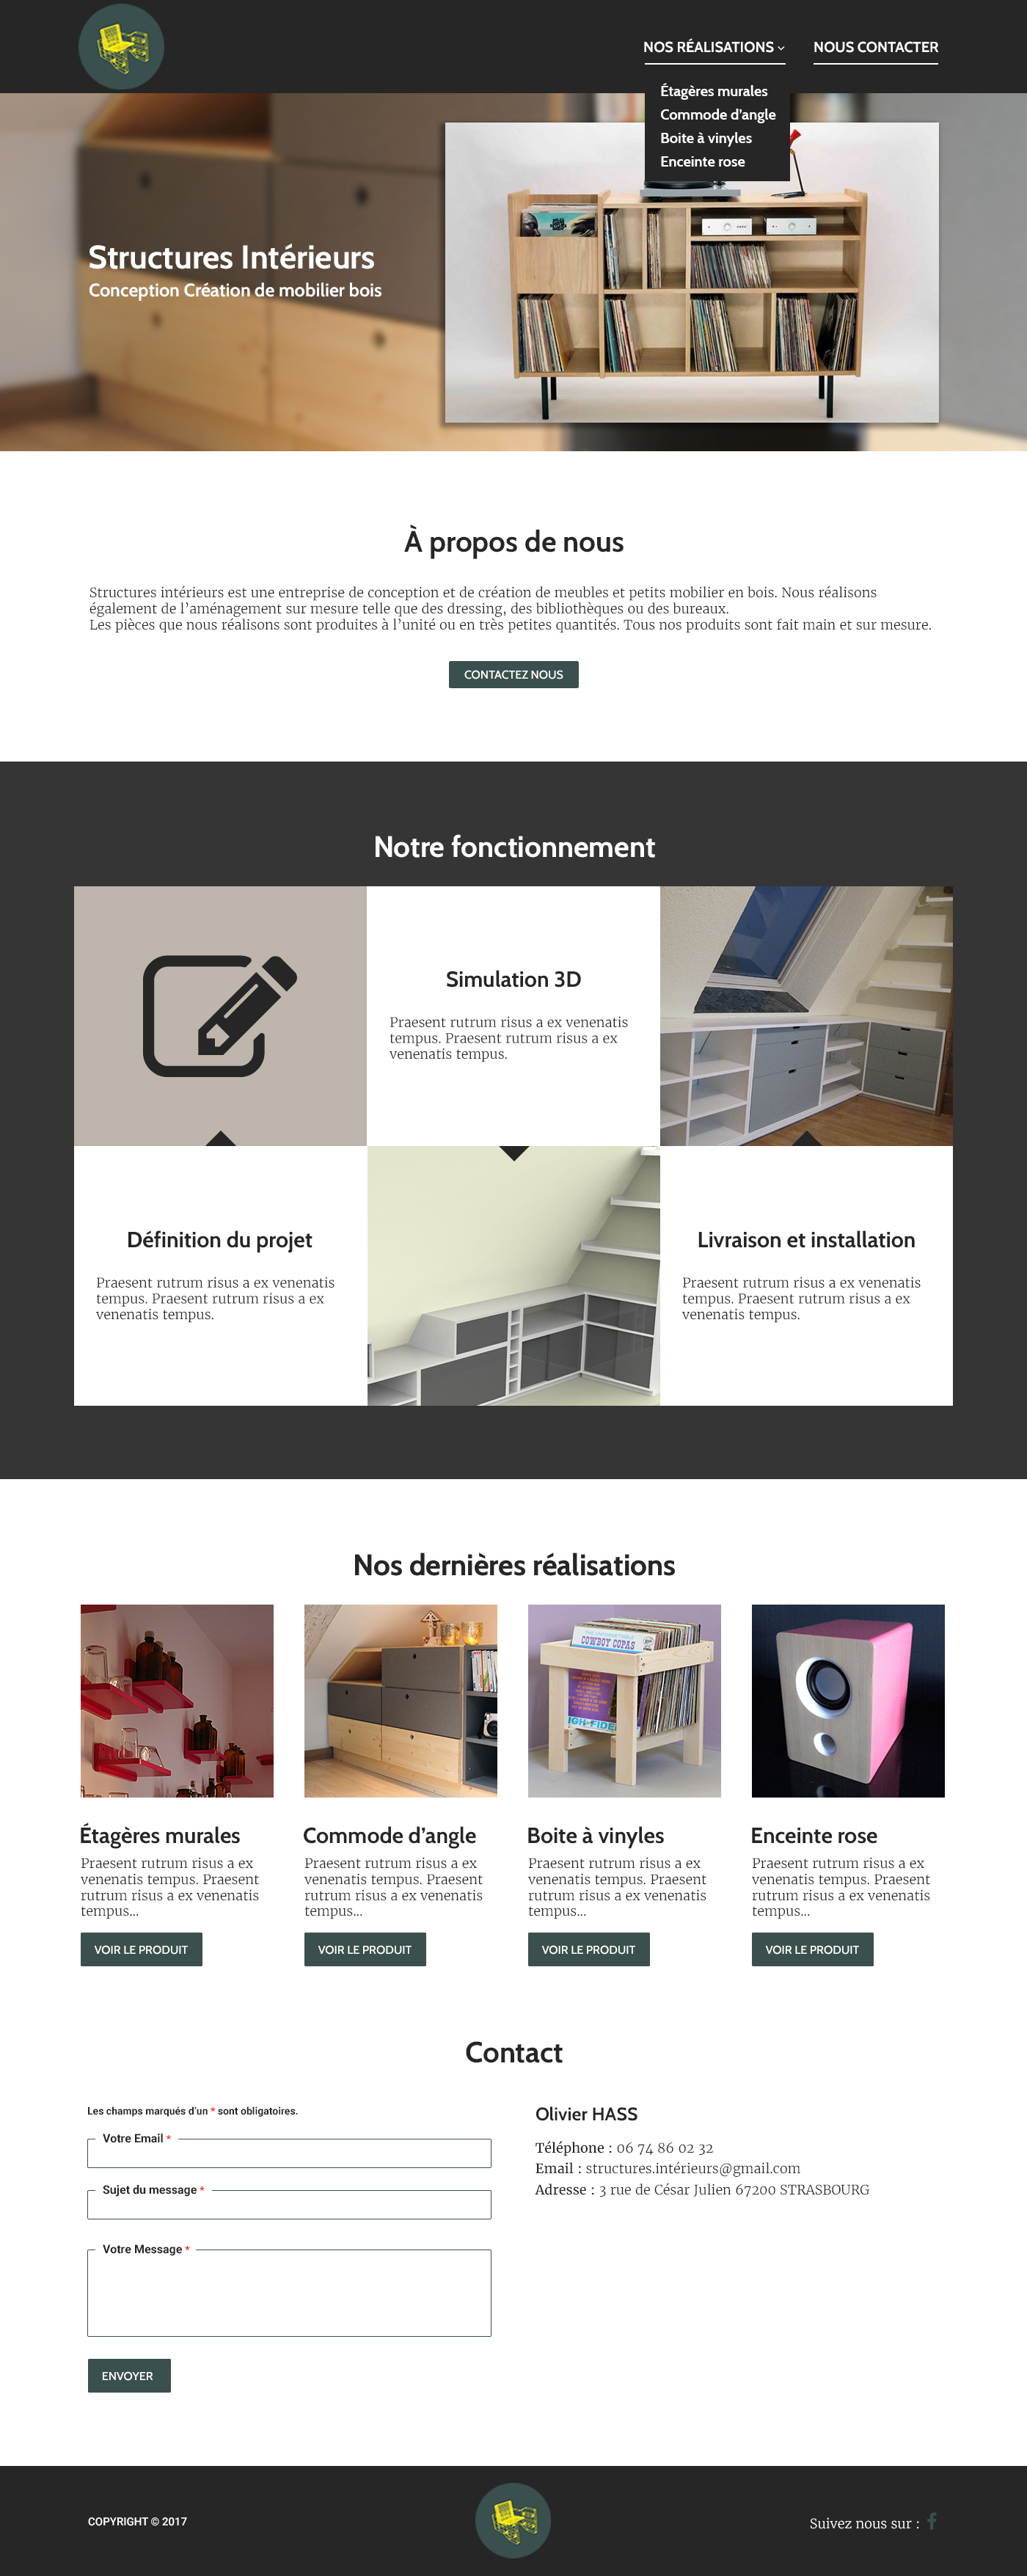 NOS RÉALISATIONS
NOUS CONTACTER
Étagères murales
Commode d'angle
Boite à vinyles
Enceinte rose
Structures Intérieurs
Conception Création de mobilier bois
À propos de nous
Structures intérieurs est une entreprise de conception et de création de meubles et petits mobilier en bois. Nous réalisons
également de l'aménagement sur mesure telle que des dressing, des bibliothèques ou des bureaux.
Les pièces que nous réalisons sont produites à l'unité ou en très petites quantités. Tous nos produits sont fait main et sur mesure.
CONTACTEZ NOUS
Notre fonctionnement
Simulation 3D
Praesent rutrum risus a ex venenatis
tempus. Praesent rutrum risus a ex
venenatis tempus.
Définition du projet
Praesent rutrum risus a ex venenatis
tempus. Praesent rutrum risus a ex
venenatis tempus.
Livraison et installation
Praesent rutrum risus a ex venenatis
tempus. Praesent rutrum risus a ex
venenatis tempus.
Nos dernières réalisations
COWBOY COPAS
HIGH FIDE
Étagères murales
Praesent rutrum risus a ex
venenatis tempus. Praesent
rutrum risus a ex venenatis
tempus...
VOIR LE PRODUIT
Commode d'angle
Praesent rutrum risus a ex
venenatis tempus. Praesent
rutrum risus a ex venenatis
tempus...
VOIR LE PRODUIT
Boite à vinyles
Praesent rutrum risus a ex
venenatis tempus. Praesent
rutrum risus a ex venenatis
tempus...
VOIR LE PRODUIT
Enceinte rose
Praesent rutrum risus a ex
venenatis tempus. Praesent
rutrum risus a ex venenatis
tempus...
VOIR LE PRODUIT
Contact
Les champs marqués d'un * sont obligatoires.
Votre Email *
Sujet du message *
Votre Message *
ENVOYER
Olivier HASS
Téléphone : 06 74 86 02 32
Email : structures.intérieurs@gmail.com
Adresse : 3 rue de César Julien 67200 STRASBOURG
COPYRIGHT © 2017
Suivez nous sur :